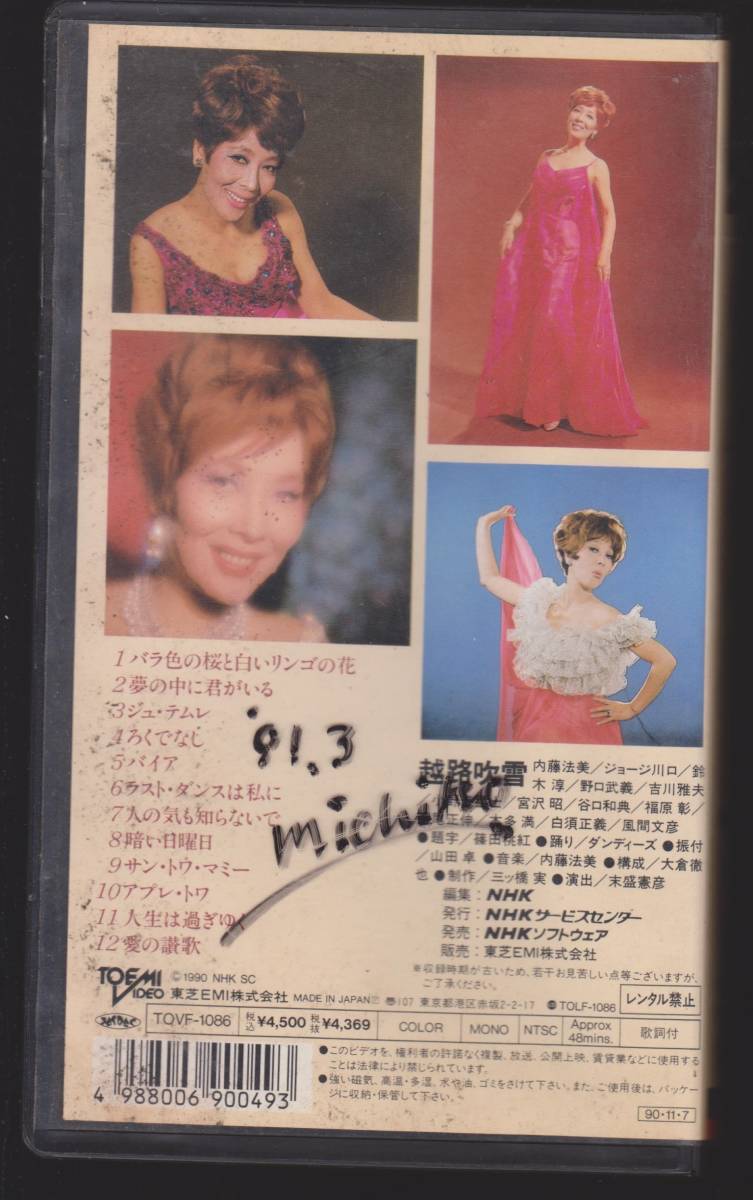 1バラ色の桜と白いリンゴの花
2夢の中に君がいる
3ジュ・テムレ
4ろくでなし
5バイア
6ラスト・ダンスは私に
7人の気も知らないで
8暗い日曜日
9サン・トワ・マミー
10アプレ・トワ
11人生は過ぎゆく
12愛の讃歌
'91.3
michiko
越路吹雪
内藤法美／ジョージ川口／鈴
木 淳／野口武義／吉川雅夫
宮沢 昭／谷口和典／福原 彰／
正伸／本多 満／白須正義／風間文彦
●題字／篠田桃紅●踊り／ダンディーズ●振付
／山田 卓●音楽／内藤法美●構成／大倉徹
也●制作／三ッ橋 実●演出／末盛憲彦
編集：NHK
発行：NHKサービスセンター
発売：NHKソフトウェア
販売：東芝EMI株式会社
※収録時期が古いため、若干お見苦しい点等ございますが、
ご了承ください。
TOEMI VIDEO
©1990 NHK SC
東芝EMI株式会社 MADE IN JAPAN 107 東京都港区赤坂2-2-17 TOLF-1086
レンタル禁止
TQVF-1086 税込¥4,500 税抜¥4,369 COLOR MONO NTSC Approx 48mins. 歌詞付
●このビデオを、権利者の許諾なく複製、放送、公開上映、賃貸業などに使用する
ことは法律により禁じられています。
●強い磁気、高温・多湿、水や油、ゴミをさけて下さい。また、ご使用後は、パッケー
ジに収納・保管して下さい。
4 988006 900493
90・11・7